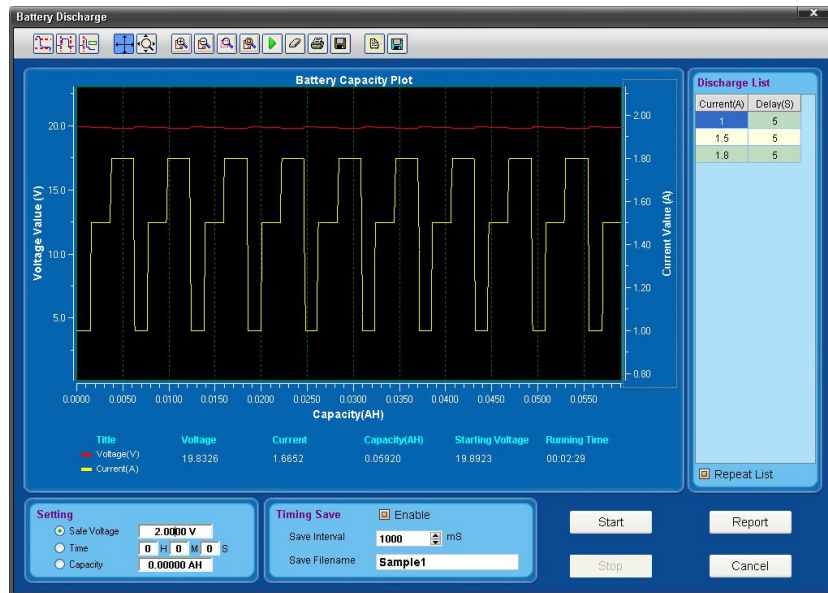 Battery Discharge
x
Battery Capacity Plot
Voltage Value (V)
20.0
15.0
10.0
5.0
2.00
1.80
1.60
1.40
1.20
1.00
0.80
Current Value (A)
0.0000 0.0050 0.0100 0.0150 0.0200 0.0250 0.0300 0.0350 0.0400 0.0450 0.0500 0.0550
Capacity(AH)
Title Voltage Current Capacity(AH) Starting Voltage Running Time
Voltage(V) 19.8326 1.6652 0.05920 19.8923 00:02:29
Current(A)
Discharge List
Current(A) Delay(S)
1 5
1.5 5
1.8 5
Repeat List
Setting
Safe Voltage 2.0000 V
Time 0 H 0 M 0 S
Capacity 0.00000 AH
Timing Save Enable
Save Interval 1000 mS
Save Filename Sample1
Start Report
Stop Cancel